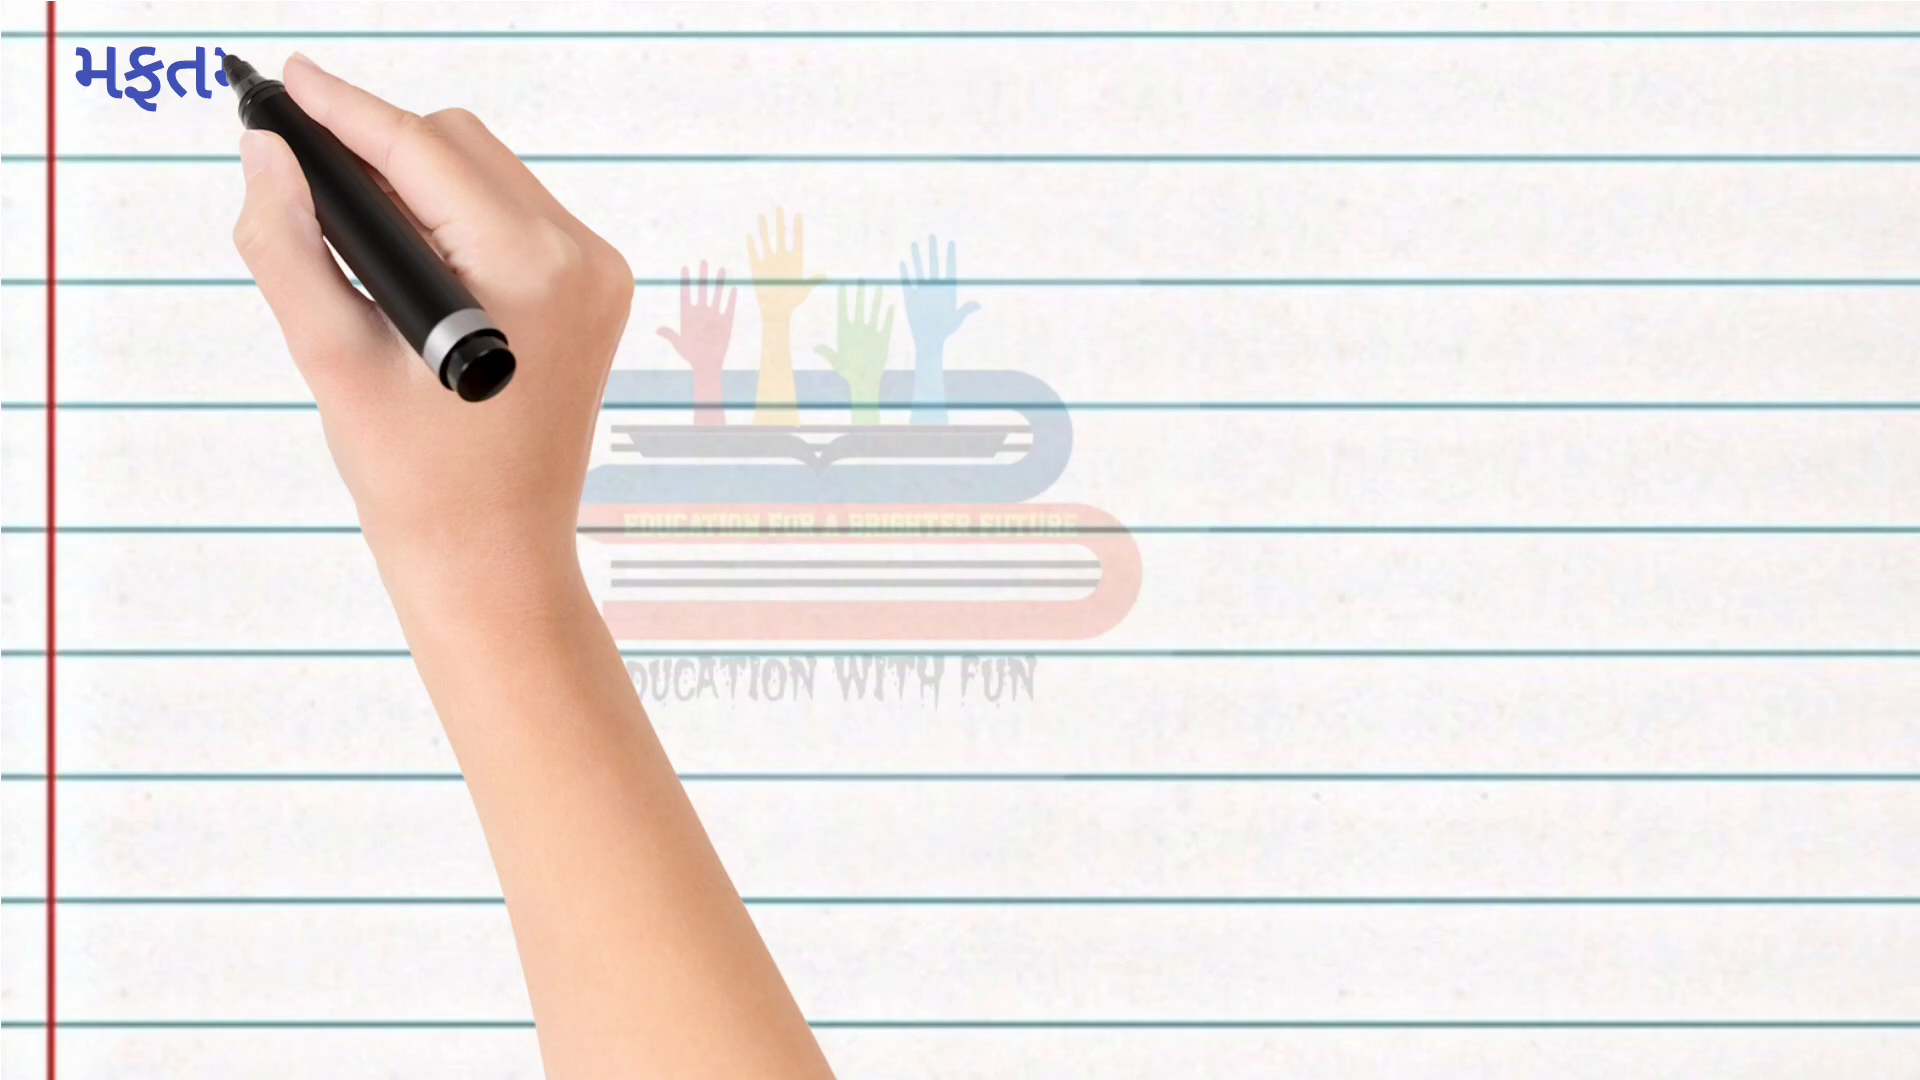 મફત
EDUCATION FOR A BRIGHTER FUTURE
DUCATION WITH FUN